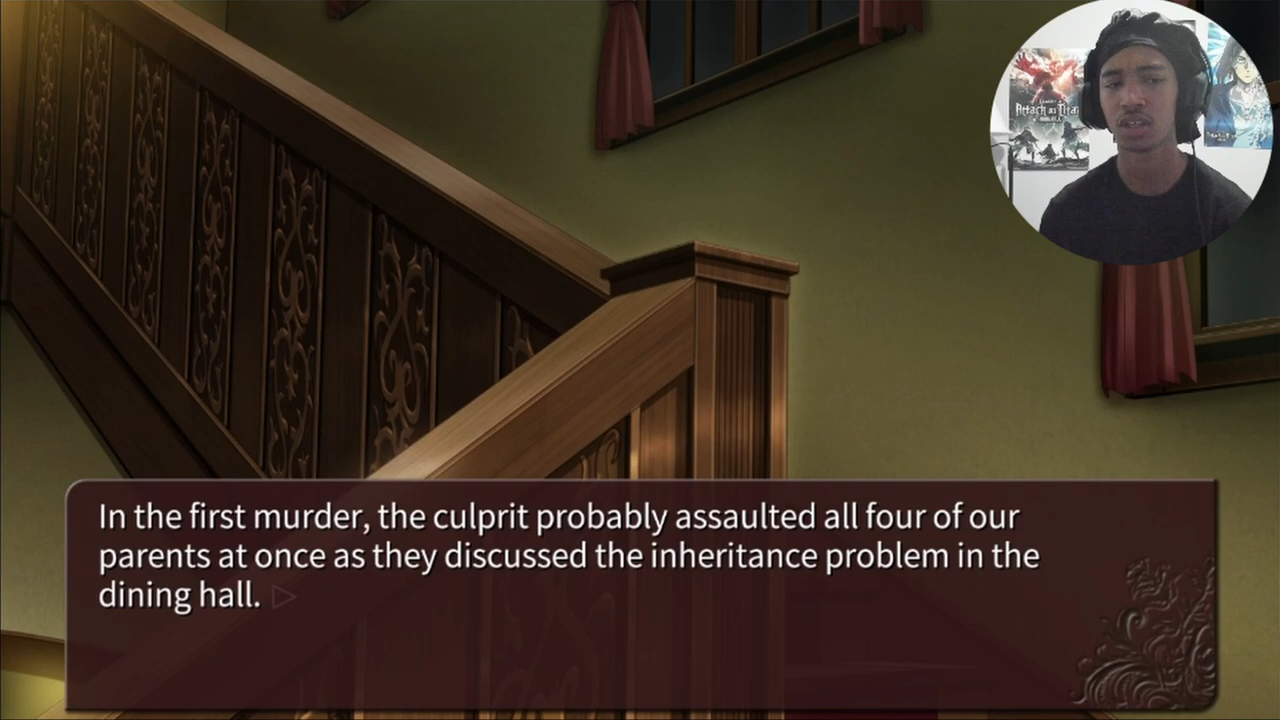 Attack on Titan
In the first murder, the culprit probably assaulted all four of our
parents at once as they discussed the inheritance problem in the
dining hall.